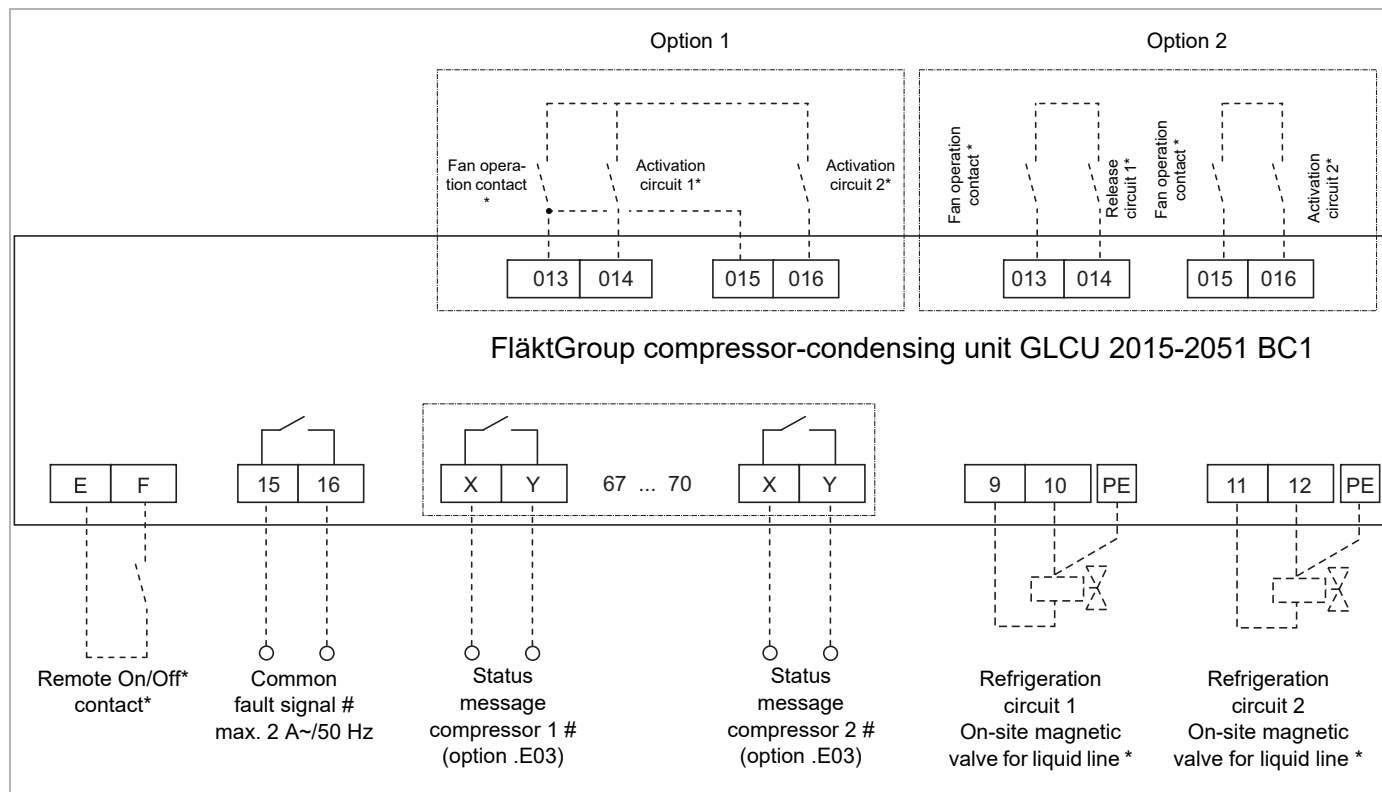 Option 1
Option 2
Fan opera-
tion contact
*
Activation
circuit 1*
Activation
circuit 2*
Fan operation
contact *
Release
circuit 1*
Fan operation
contact *
Activation
circuit 2*
013 014 015 016
013 014 015 016
FläktGroup compressor-condensing unit GLCU 2015-2051 BC1
E F 15 16 X Y 67 ... 70 X Y 9 10 PE 11 12 PE
Remote On/Off*
contact*
Common
fault signal #
max. 2 A~/50 Hz
Status
message
compressor 1 #
(option .E03)
Status
message
compressor 2 #
(option .E03)
Refrigeration
circuit 1
On-site magnetic
valve for liquid line *
Refrigeration
circuit 2
On-site magnetic
valve for liquid line *